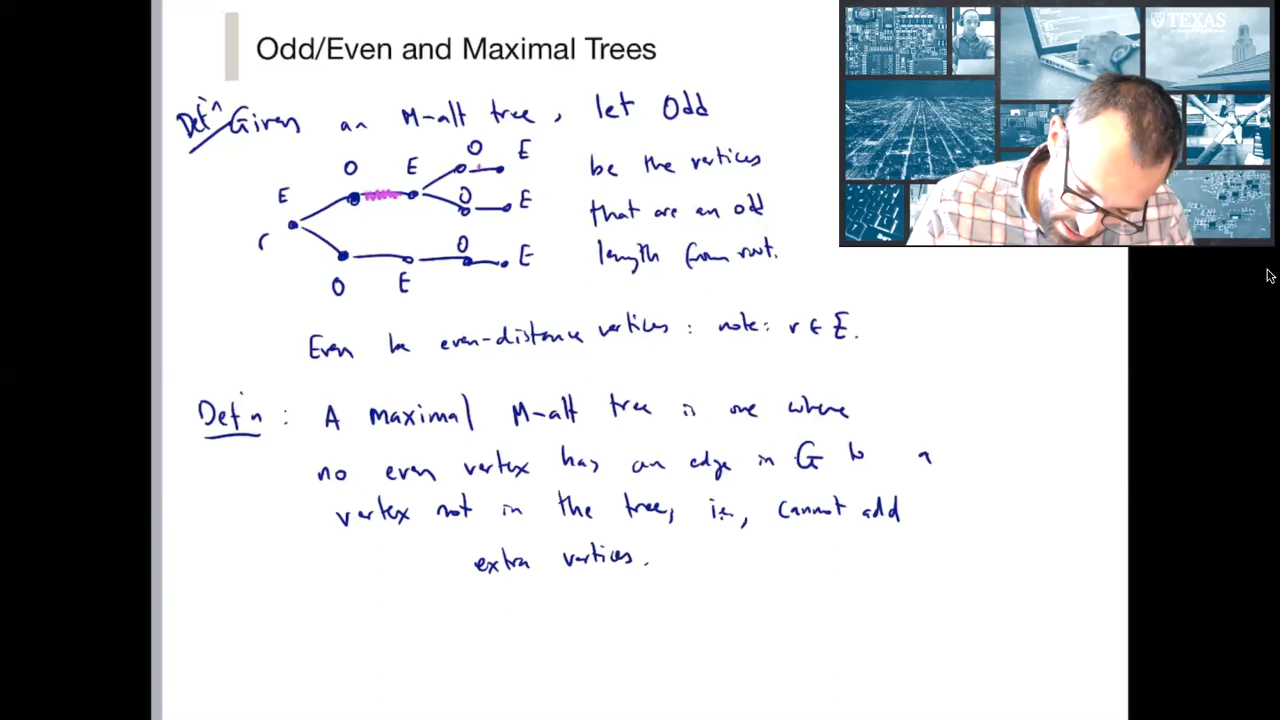 TEXAS
Odd/Even and Maximal Trees
Def'n Given an M-alt tree, let Odd
be the vertices
that are an odd
length from root.
O E O E
E O E
r
O E O E
Even be even-distance vertices: note: r ∈ E.
Def'n: A maximal M-alt tree is one where
no even vertex has an edge in G to a
vertex not in the tree, i.e., cannot add
extra vertices.